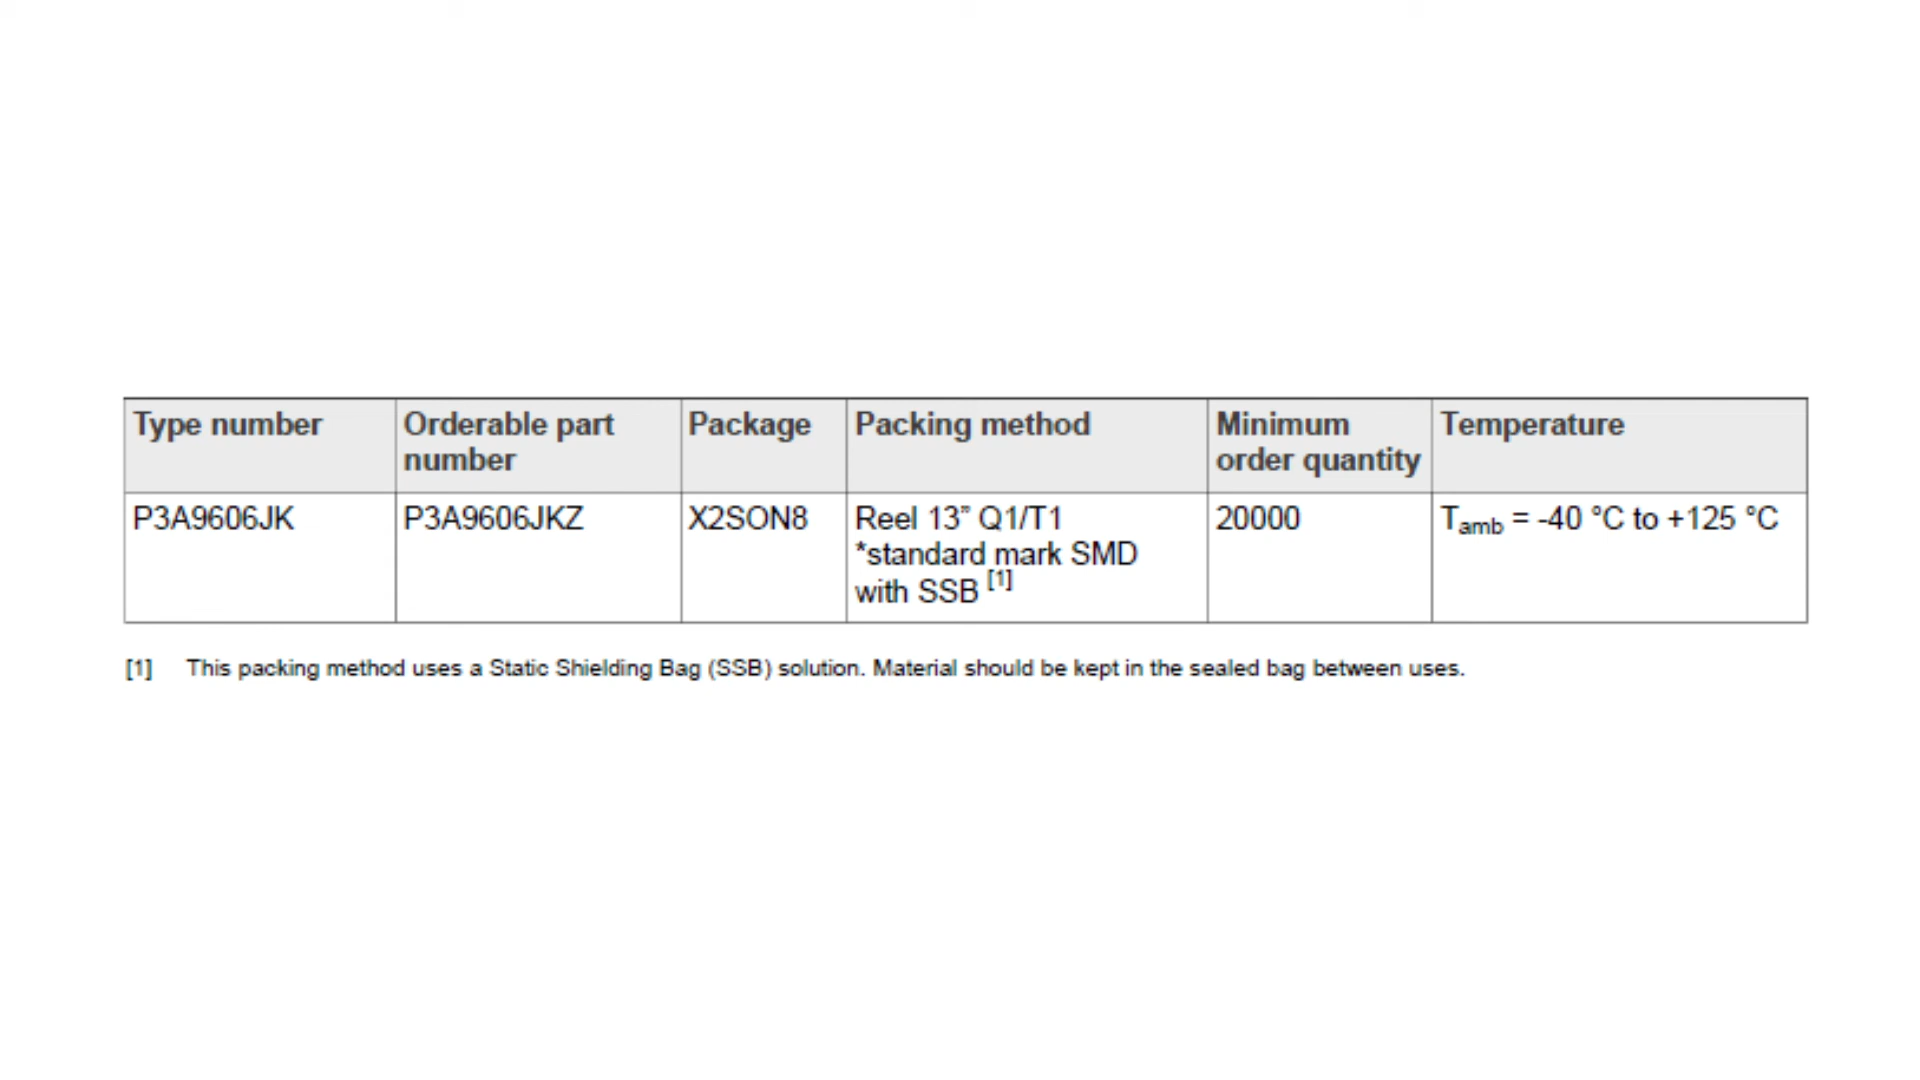 Type number Orderable part number Package Packing method Minimum order quantity Temperature
P3A9606JK P3A9606JKZ X2SON8 Reel 13” Q1/T1 *standard mark SMD with SSB [1] 20000 Tamb = -40 °C to +125 °C
[1] This packing method uses a Static Shielding Bag (SSB) solution. Material should be kept in the sealed bag between uses.